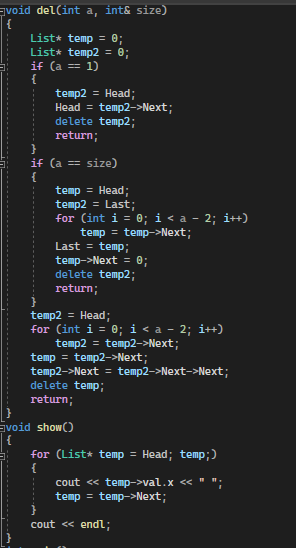 void del(int a, int& size)
{
List* temp = 0;
List* temp2 = 0;
if (a == 1)
{
temp2 = Head;
Head = temp2->Next;
delete temp2;
return;
}
if (a == size)
{
temp = Head;
temp2 = Last;
for (int i = 0; i < a - 2; i++)
temp = temp->Next;
Last = temp;
temp->Next = 0;
delete temp2;
return;
}
temp2 = Head;
for (int i = 0; i < a - 2; i++)
temp2 = temp2->Next;
temp = temp2->Next;
temp2->Next = temp2->Next->Next;
delete temp;
return;
}
void show()
{
for (List* temp = Head; temp;)
{
cout << temp->val.x << " ";
temp = temp->Next;
}
cout << endl;
}